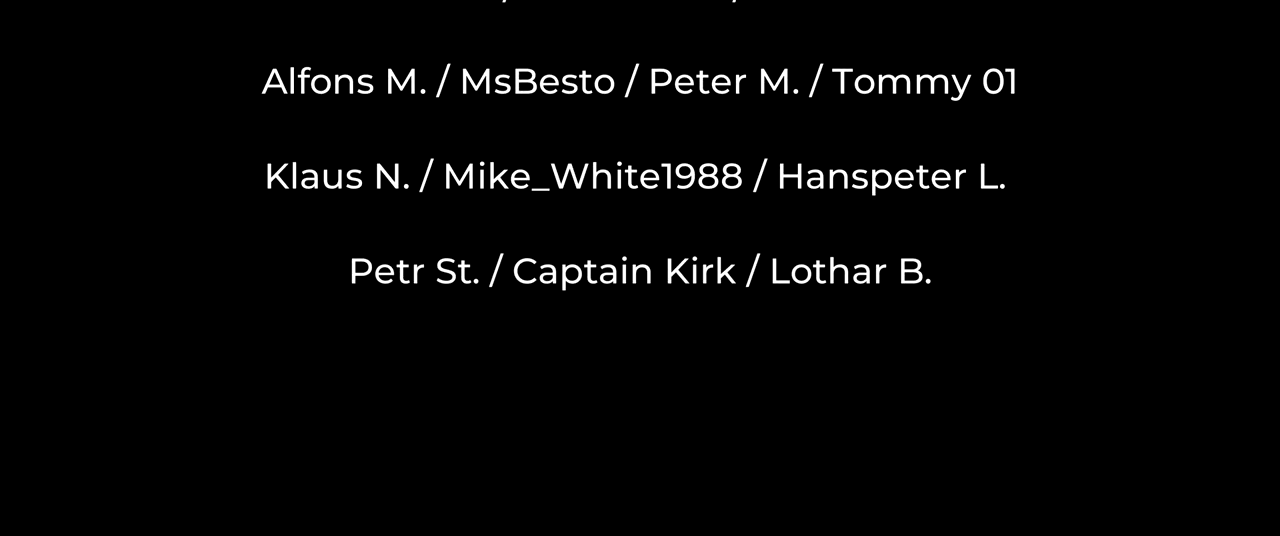 Alfons M. / MsBesto / Peter M. / Tommy 01
Klaus N. / Mike_White1988 / Hanspeter L.
Petr St. / Captain Kirk / Lothar B.